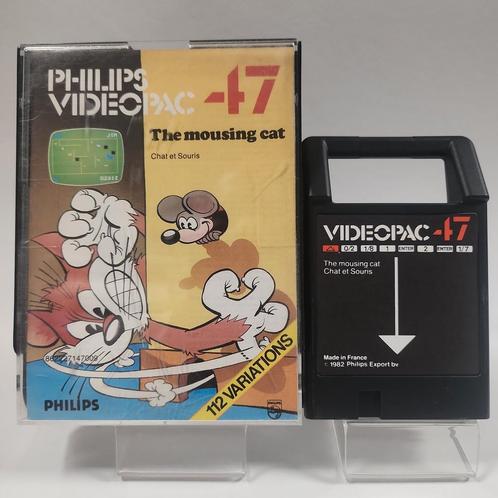 PHILIPS
VIDEOPAC 47
The mousing cat
Chat et Souris
112 VARIATIONS
PHILIPS
VIDEOPAC 47
0/2 1/8 1 ENTER 2 ENTER 1/7
The mousing cat
Chat et Souris
Made in France
1982 Philips Export bv